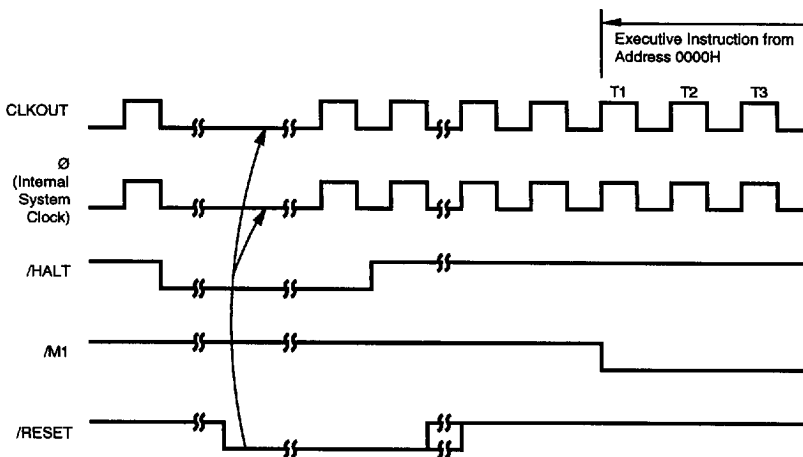 Executive Instruction from
Address 0000H
T1 T2 T3
CLKOUT
Ø
(Internal
System
Clock)
/HALT
/M1
/RESET